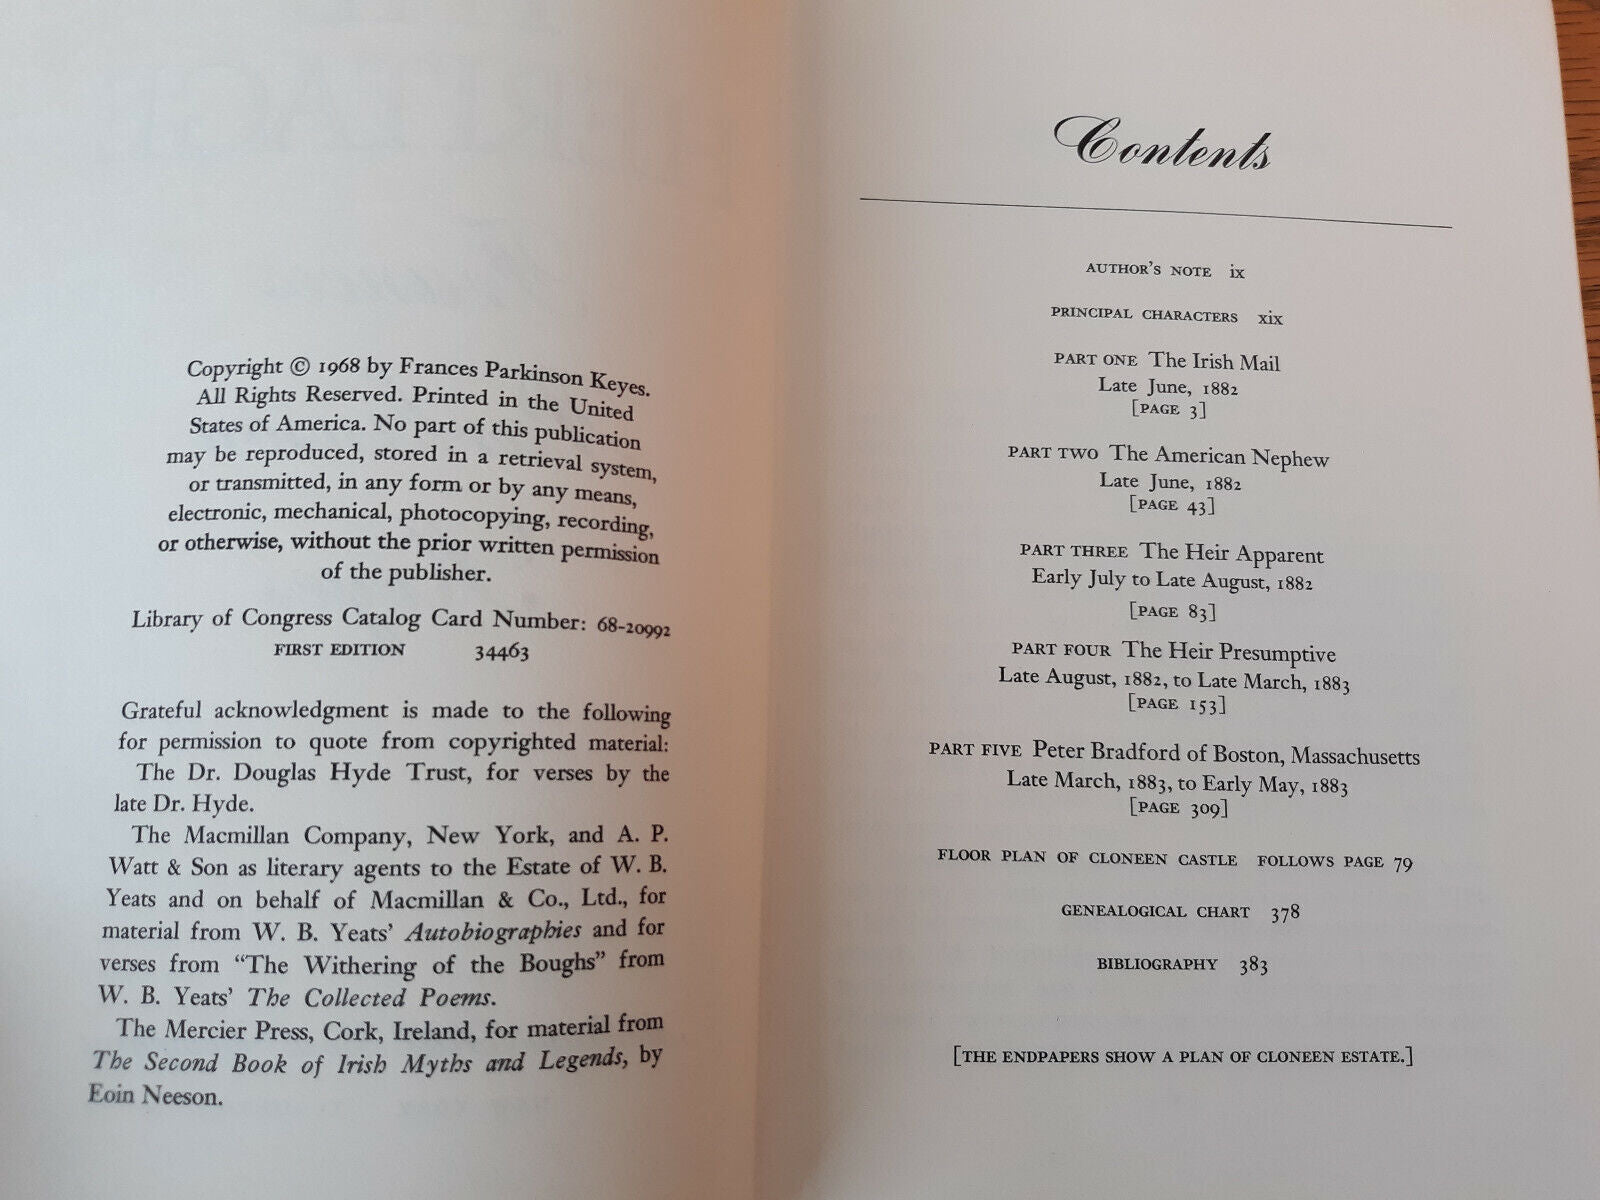 Copyright © 1968 by Frances Parkinson Keyes.
All Rights Reserved. Printed in the United
States of America. No part of this publication
may be reproduced, stored in a retrieval system,
or transmitted, in any form or by any means,
electronic, mechanical, photocopying, recording,
or otherwise, without the prior written permission
of the publisher.
Library of Congress Catalog Card Number: 68-20992
FIRST EDITION 34463
Grateful acknowledgment is made to the following
for permission to quote from copyrighted material:
The Dr. Douglas Hyde Trust, for verses by the
late Dr. Hyde.
The Macmillan Company, New York, and A. P.
Watt & Son as literary agents to the Estate of W. B.
Yeats and on behalf of Macmillan & Co., Ltd., for
material from W. B. Yeats' Autobiographies and for
verses from "The Withering of the Boughs" from
W. B. Yeats' The Collected Poems.
The Mercier Press, Cork, Ireland, for material from
The Second Book of Irish Myths and Legends, by
Eoin Neeson.
Contents
AUTHOR'S NOTE ix
PRINCIPAL CHARACTERS xix
PART ONE The Irish Mail
Late June, 1882
[PAGE 3]
PART TWO The American Nephew
Late June, 1882
[PAGE 43]
PART THREE The Heir Apparent
Early July to Late August, 1882
[PAGE 83]
PART FOUR The Heir Presumptive
Late August, 1882, to Late March, 1883
[PAGE 153]
PART FIVE Peter Bradford of Boston, Massachusetts
Late March, 1883, to Early May, 1883
[PAGE 309]
FLOOR PLAN OF CLONEEN CASTLE FOLLOWS PAGE 79
GENEALOGICAL CHART 378
BIBLIOGRAPHY 383
[THE ENDPAPERS SHOW A PLAN OF CLONEEN ESTATE.]